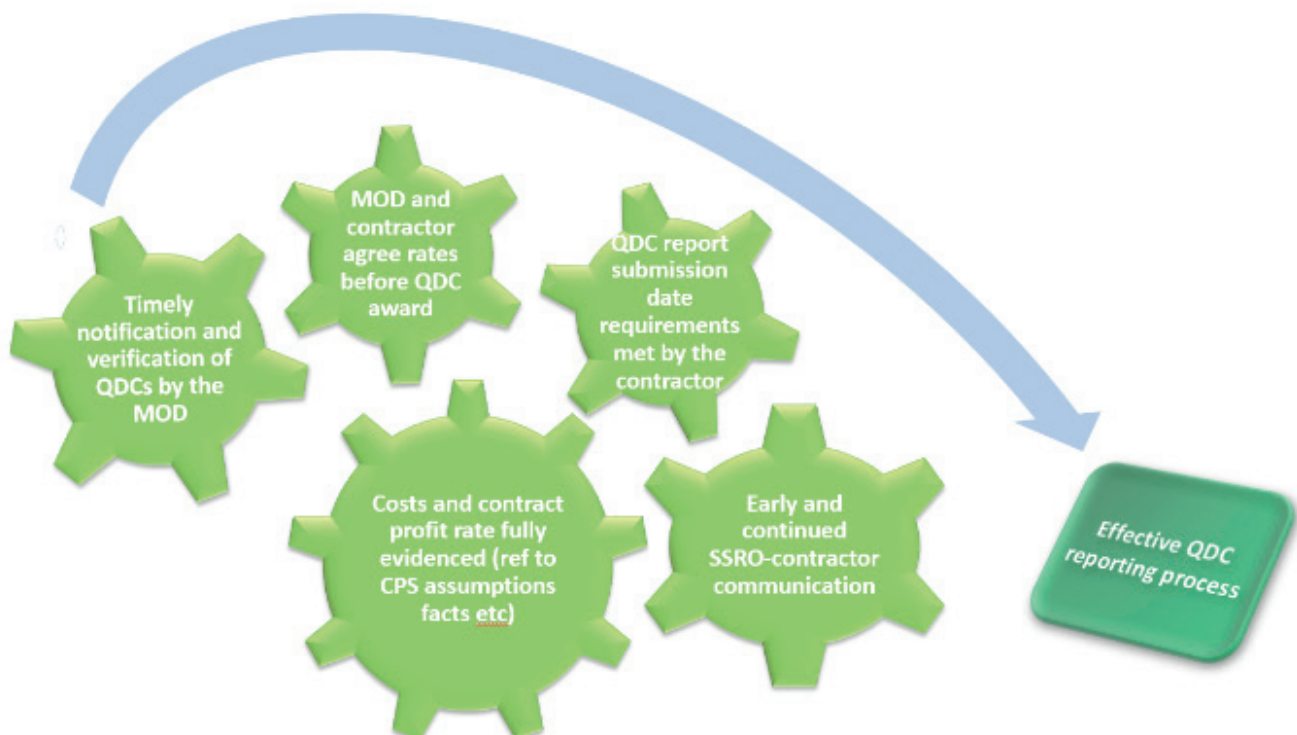 Timely
notification and
verification of
QDCs by the
MOD
MOD and
contractor
agree rates
before QDC
award
QDC report
submission
date
requirements
met by the
contractor
Costs and contract
profit rate fully
evidenced (ref to
CPS assumptions
facts etc)
Early and
continued
SSRO-contractor
communication
Effective QDC
reporting process